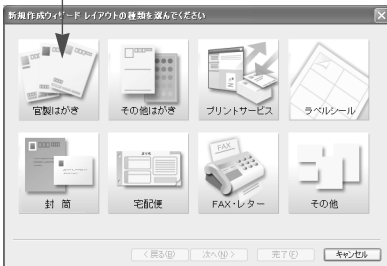 新規作成ウィザード レイアウトの種類を選んでください
官製はがき
その他はがき
プリントサービス
ラベルシール
封 筒
宅配便
FAX
FAX・レター
その他
< 戻る(B)
次へ(N) >
完了(F)
キャンセル